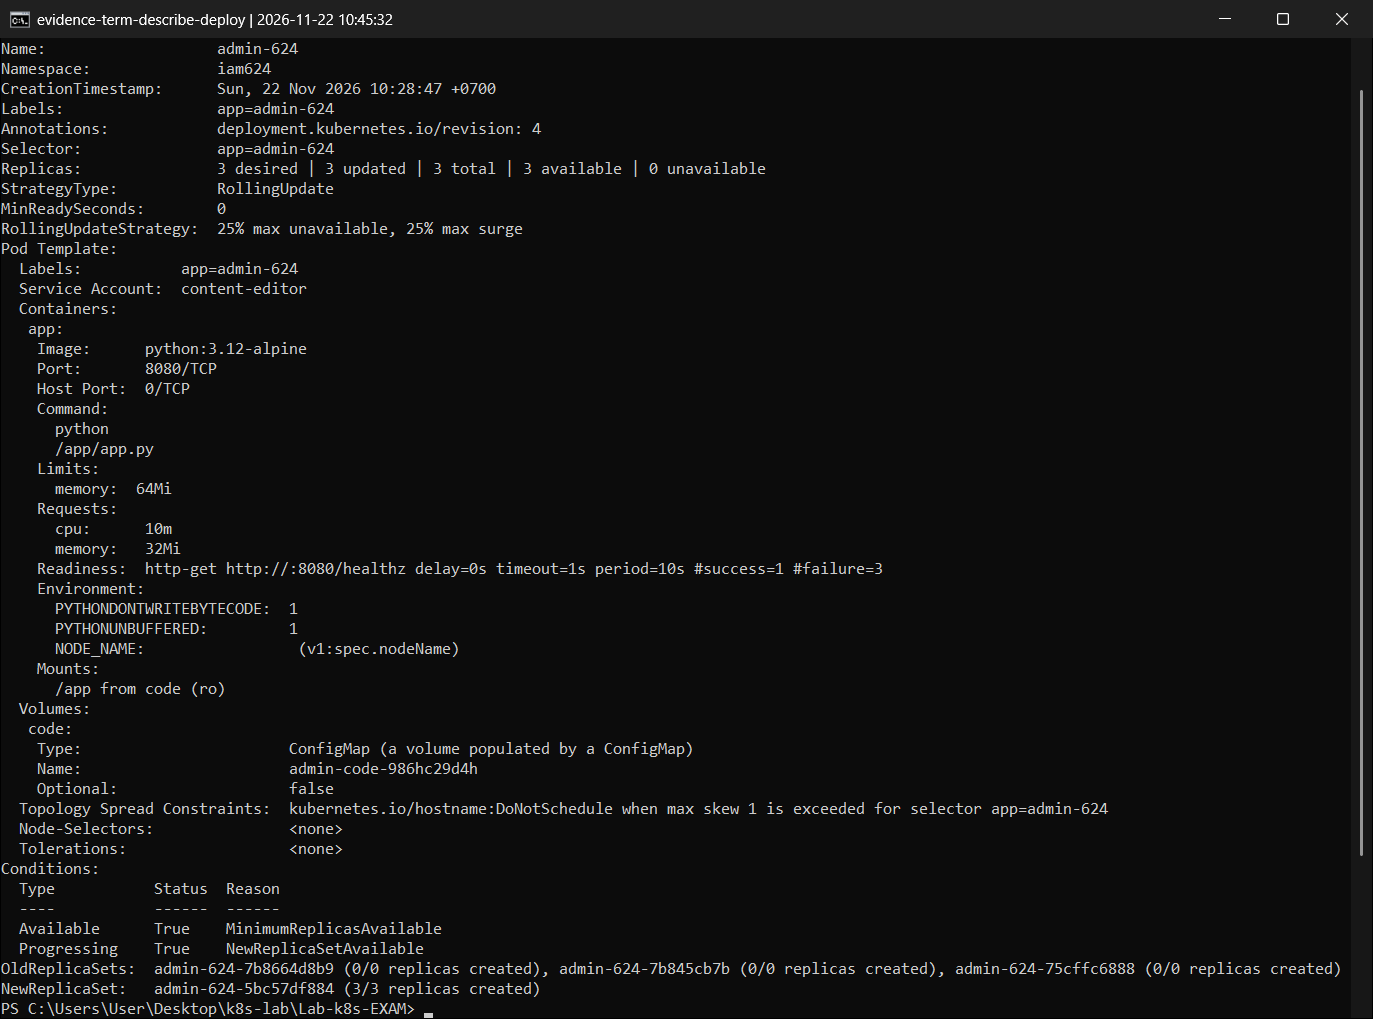 evidence-term-describe-deploy | 2026-11-22 10:45:32
Name:                   admin-624
Namespace:              iam624
CreationTimestamp:      Sun, 22 Nov 2026 10:28:47 +0700
Labels:                 app=admin-624
Annotations:            deployment.kubernetes.io/revision: 4
Selector:               app=admin-624
Replicas:               3 desired | 3 updated | 3 total | 3 available | 0 unavailable
StrategyType:           RollingUpdate
MinReadySeconds:        0
RollingUpdateStrategy:  25% max unavailable, 25% max surge
Pod Template:
  Labels:           app=admin-624
  Service Account:  content-editor
  Containers:
   app:
    Image:      python:3.12-alpine
    Port:       8080/TCP
    Host Port:  0/TCP
    Command:
      python
      /app/app.py
    Limits:
      memory:  64Mi
    Requests:
      cpu:      10m
      memory:   32Mi
    Readiness:  http-get http://:8080/healthz delay=0s timeout=1s period=10s #success=1 #failure=3
    Environment:
      PYTHONDONTWRITEBYTECODE:  1
      PYTHONUNBUFFERED:         1
      NODE_NAME:                 (v1:spec.nodeName)
    Mounts:
      /app from code (ro)
  Volumes:
   code:
    Type:                       ConfigMap (a volume populated by a ConfigMap)
    Name:                       admin-code-986hc29d4h
    Optional:                   false
  Topology Spread Constraints:  kubernetes.io/hostname:DoNotSchedule when max skew 1 is exceeded for selector app=admin-624
  Node-Selectors:               <none>
  Tolerations:                  <none>
Conditions:
  Type           Status  Reason
  ----           ------  ------
  Available      True    MinimumReplicasAvailable
  Progressing    True    NewReplicaSetAvailable
OldReplicaSets:  admin-624-7b8664d8b9 (0/0 replicas created), admin-624-7b845cb7b (0/0 replicas created), admin-624-75cffc6888 (0/0 replicas created)
NewReplicaSet:   admin-624-5bc57df884 (3/3 replicas created)
PS C:\Users\User\Desktop\k8s-lab\Lab-k8s-EXAM>